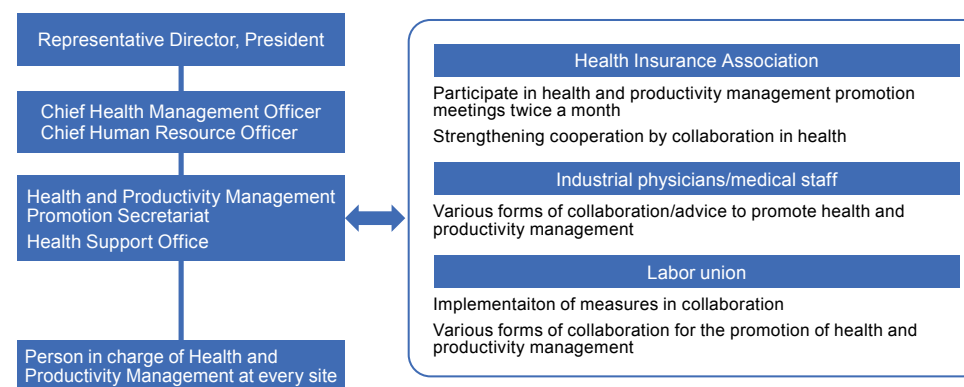 Representative Director, President
Chief Health Management Officer
Chief Human Resource Officer
Health and Productivity Management
Promotion Secretariat
Health Support Office
Person in charge of Health and
Productivity Management at every site
Health Insurance Association
Participate in health and productivity management promotion
meetings twice a month
Strengthening cooperation by collaboration in health
Industrial physicians/medical staff
Various forms of collaboration/advice to promote health and
productivity management
Labor union
Implementaiton of measures in collaboration
Various forms of collaboration for the promotion of health and
productivity management